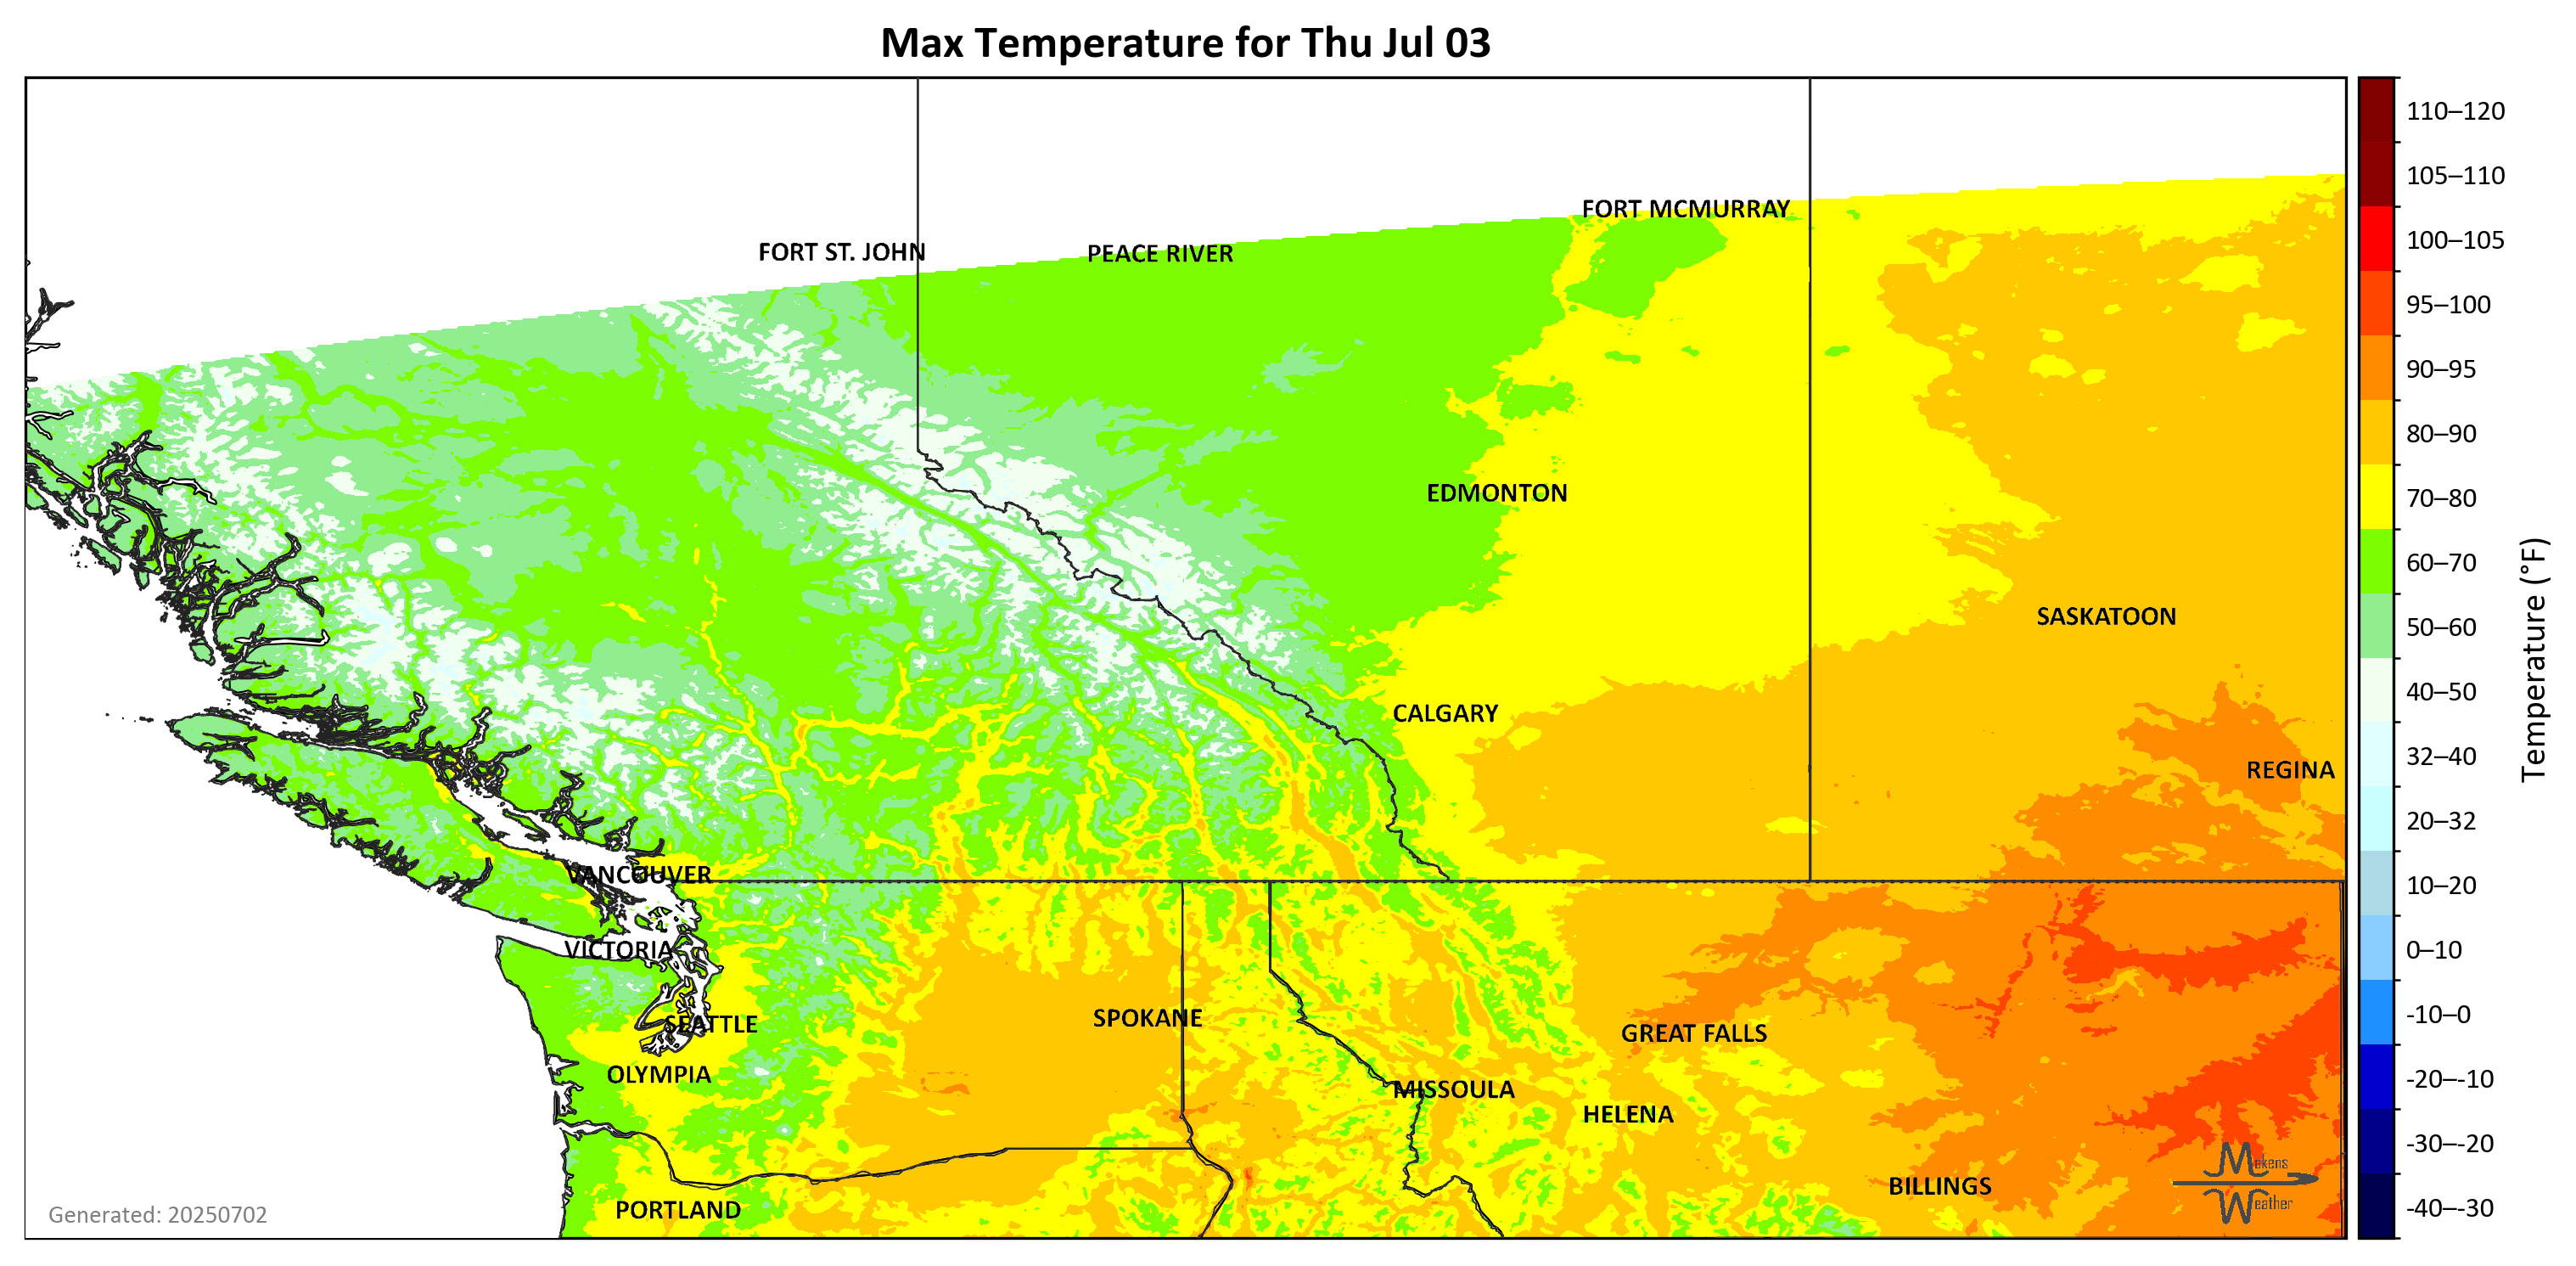 Max Temperature for Thu Jul 03
110–120
105–110
100–105
95–100
90–95
80–90
70–80
60–70
50–60
40–50
32–40
20–32
10–20
0–10
-10–0
-20–-10
-30–-20
-40–-30
Temperature (°F)
FORT MCMURRAY
FORT ST. JOHN
PEACE RIVER
EDMONTON
SASKATOON
CALGARY
REGINA
VANCOUVER
VICTORIA
SPOKANE
SEATTLE
GREAT FALLS
OLYMPIA
MISSOULA
HELENA
BILLINGS
PORTLAND
Makens
Weather
Generated: 20250702